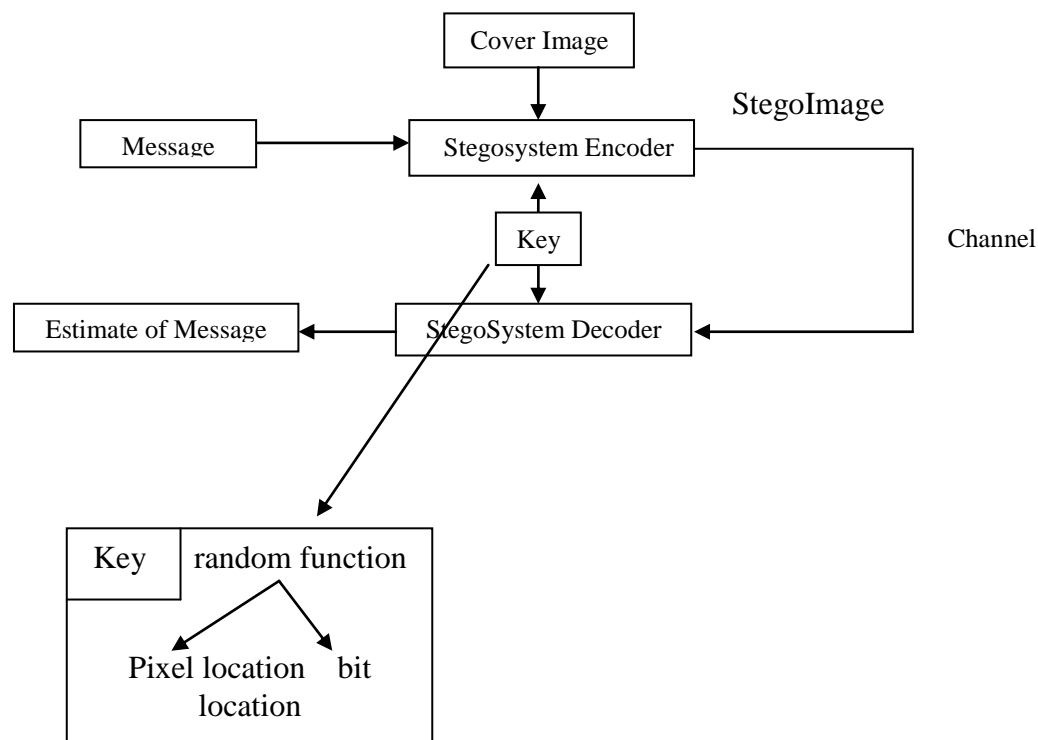 Cover Image
StegoImage
Message
Stegosystem Encoder
Key
Channel
Estimate of Message
StegoSystem Decoder
Key
random function
Pixel location bit
location